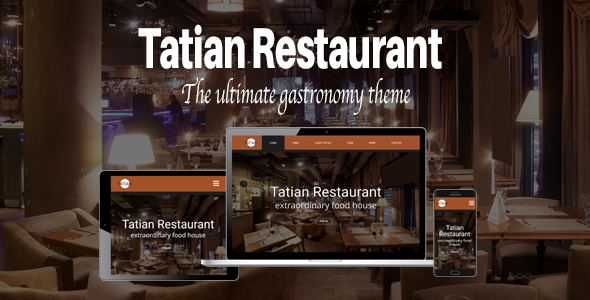 Tatian Restaurant
The ultimate gastronomy theme
Tatian Restaurant
extraordinary food house
Tatian Restaurant
extraordinary food house
Tatian
Restaurant
extraordinary food
house